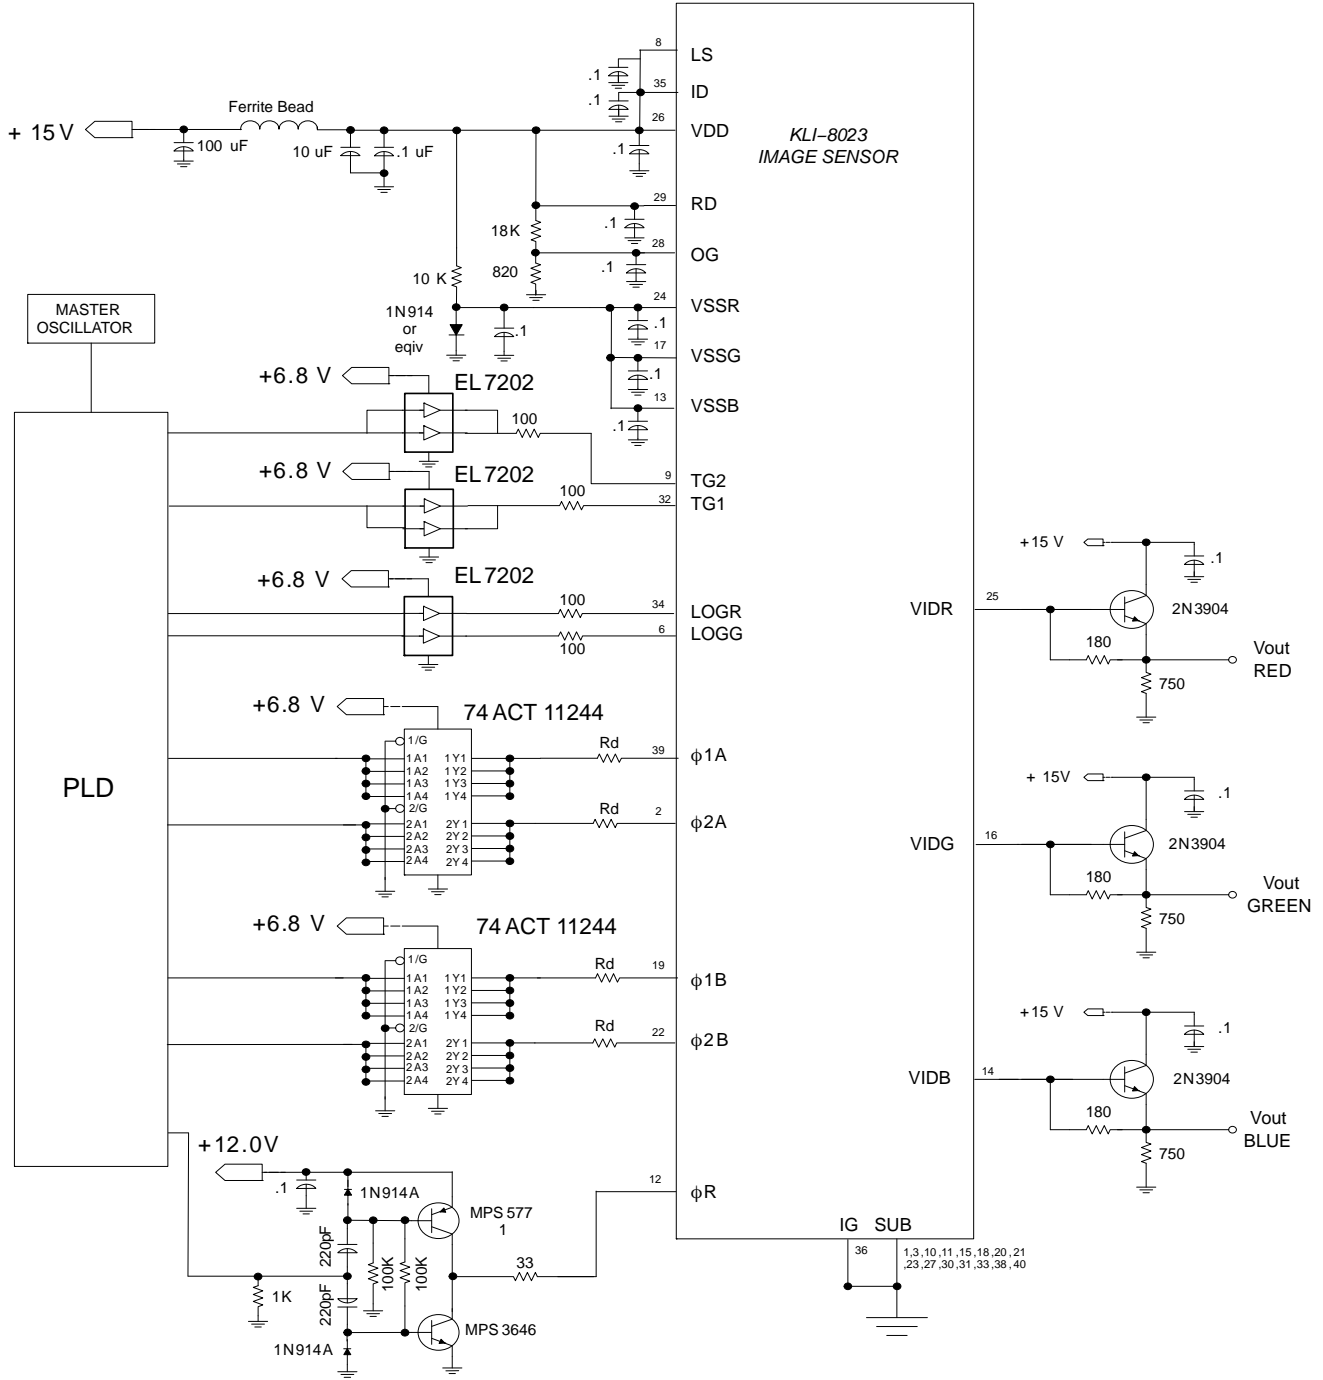 8
LS
.1
35
ID
.1
Ferrite Bead
26
+ 15 V
VDD
KLI–8023
IMAGE SENSOR
100 uF
10 uF
.1 uF
.1
29
RD
18K
.1
28
OG
820
.1
10 K
24
VSSR
MASTER
OSCILLATOR
1N914
or
eqiv
.1
.1
17
VSSG
.1
+6.8 V
EL7202
13
VSSB
100
.1
+6.8 V
EL7202
9
TG2
100
32
TG1
+15 V
.1
+6.8 V
EL7202
100
34
LOGR
6
LOGG
100
VIDR
25
2N3904
180
Vout
RED
750
+6.8 V
74 ACT 11244
1/G
1A1
1Y1
1A2
1Y2
1A3
1Y3
1A4
1Y4
2/G
2A1
2Y1
2A2
2Y2
2A3
2Y3
2A4
2Y4
Rd
39
ϕ1A
PLD
Rd
2
ϕ2A
+ 15V
.1
VIDG
16
2N3904
180
Vout
GREEN
750
+6.8 V
74 ACT 11244
1/G
1A1
1Y1
1A2
1Y2
1A3
1Y3
1A4
1Y4
2/G
2A1
2Y1
2A2
2Y2
2A3
2Y3
2A4
2Y4
Rd
19
ϕ1B
Rd
22
ϕ2B
+15 V
.1
VIDB
14
2N3904
180
Vout
BLUE
750
+12.0V
.1
1N914A
12
ϕR
MPS 577
1
220pF
100K
100K
33
1K
220pF
MPS 3646
1N914A
IG
SUB
36
1,3,10,11,15,18,20,21
,23,27,30,31,33,38,40